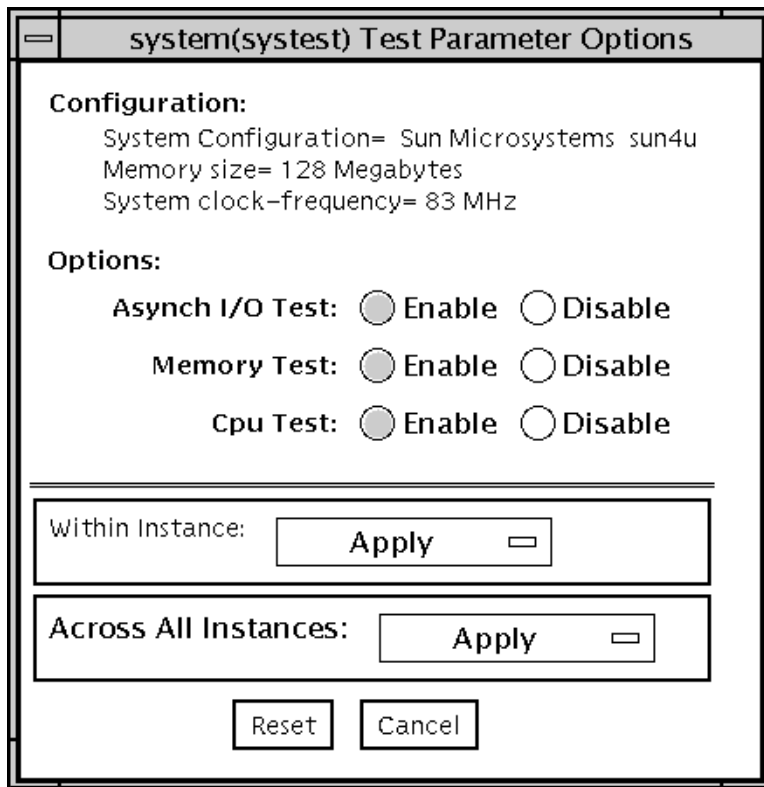 system(systest) Test Parameter Options
Configuration:
System Configuration= Sun Microsystems sun4u
Memory size= 128 Megabytes
System clock-frequency= 83 MHz
Options:
Asynch I/O Test: Enable Disable
Memory Test: Enable Disable
Cpu Test: Enable Disable
Within Instance: Apply
Across All Instances: Apply
Reset Cancel